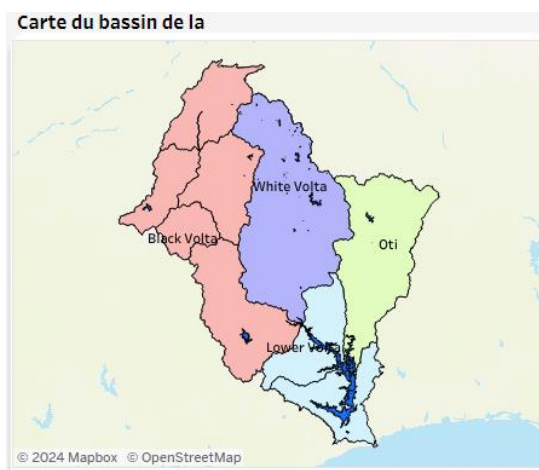 Carte du bassin de la
White Volta
Black Volta
Oti
Lower Volta
© 2024 Mapbox © OpenStreetMap